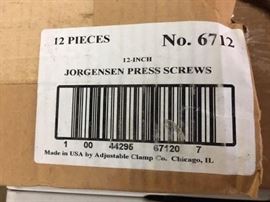 12 PIECES No. 6712
12-INCH
JORGENSEN PRESS SCREWS
1 00 44295 67120 7
Made in USA by Adjustable Clamp Co. Chicago, IL